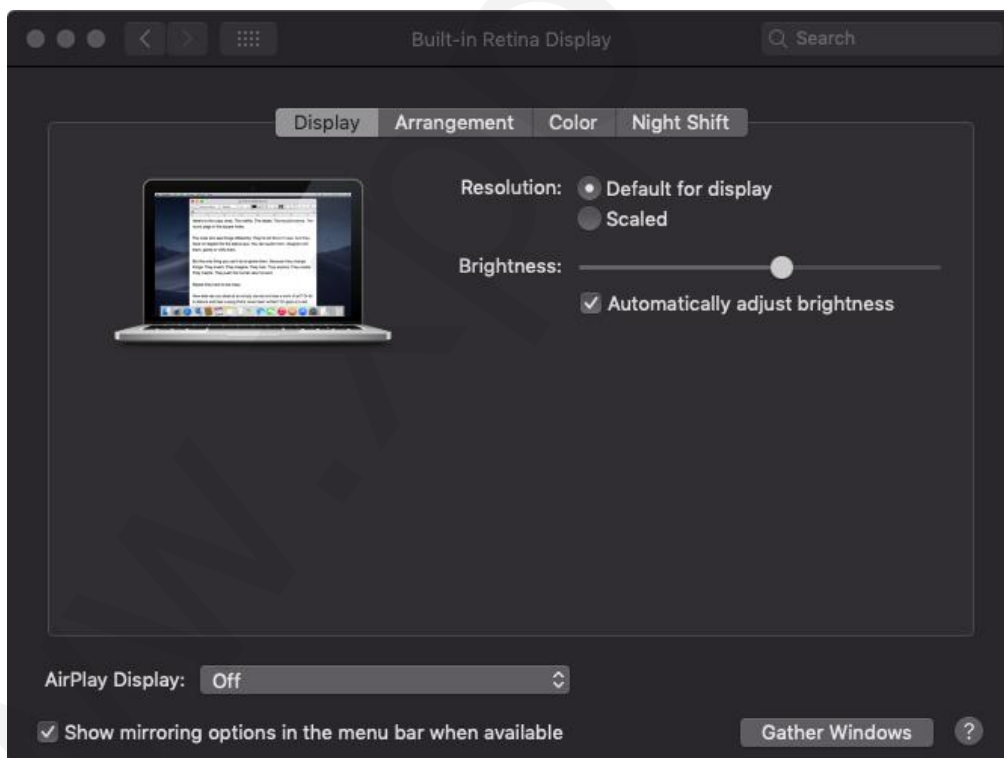 Built-in Retina Display
Search
Display Arrangement Color Night Shift
Resolution: Default for display
Scaled
Brightness:
Automatically adjust brightness
AirPlay Display: Off
Show mirroring options in the menu bar when available
Gather Windows ?